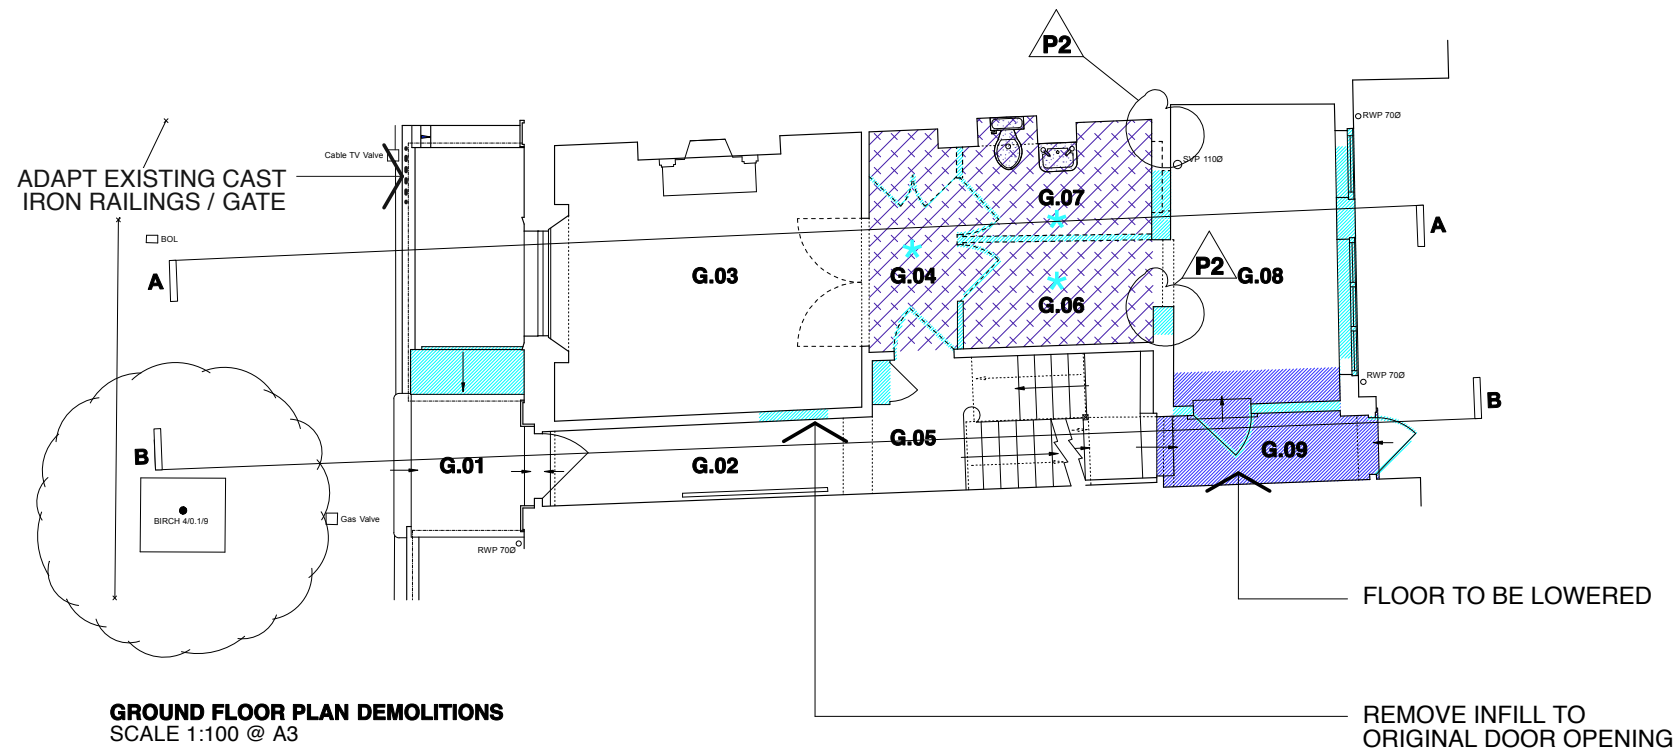 P2
RWP 70Ø
Cable TV Valve
SVP 110Ø
ADAPT EXISTING CAST
IRON RAILINGS / GATE
G.07
A
BOL
P2
A
G.03
G.04
G.08
G.06
RWP 70Ø
B
G.05
B
G.01
G.02
G.09
BIRCH 4/0.1/9
Gas Valve
RWP 70Ø
FLOOR TO BE LOWERED
GROUND FLOOR PLAN DEMOLITIONS
SCALE 1:100 @ A3
REMOVE INFILL TO
ORIGINAL DOOR OPENING